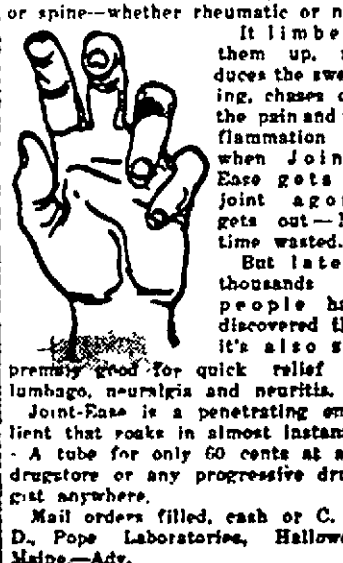 or spine--whether rheumatic or n
It limbe
them up,
duces the swe
ing, chases o
the pain and
flammation
when Join
Ease gets
joint ago
gets out—
time wasted.
But late
thousands
people ha
discovered th
it's also s
premely good for quick relief
lumbago, neuralgia and neuritis.
Joint-Ease is a penetrating em
lient that soaks in almost instan
- A tube for only 60 cents at a
drugstore or any progressive dru
gist anywhere.
Mail orders filled, cash or C.
D., Pope Laboratories, Hallow
Maine—Adv.